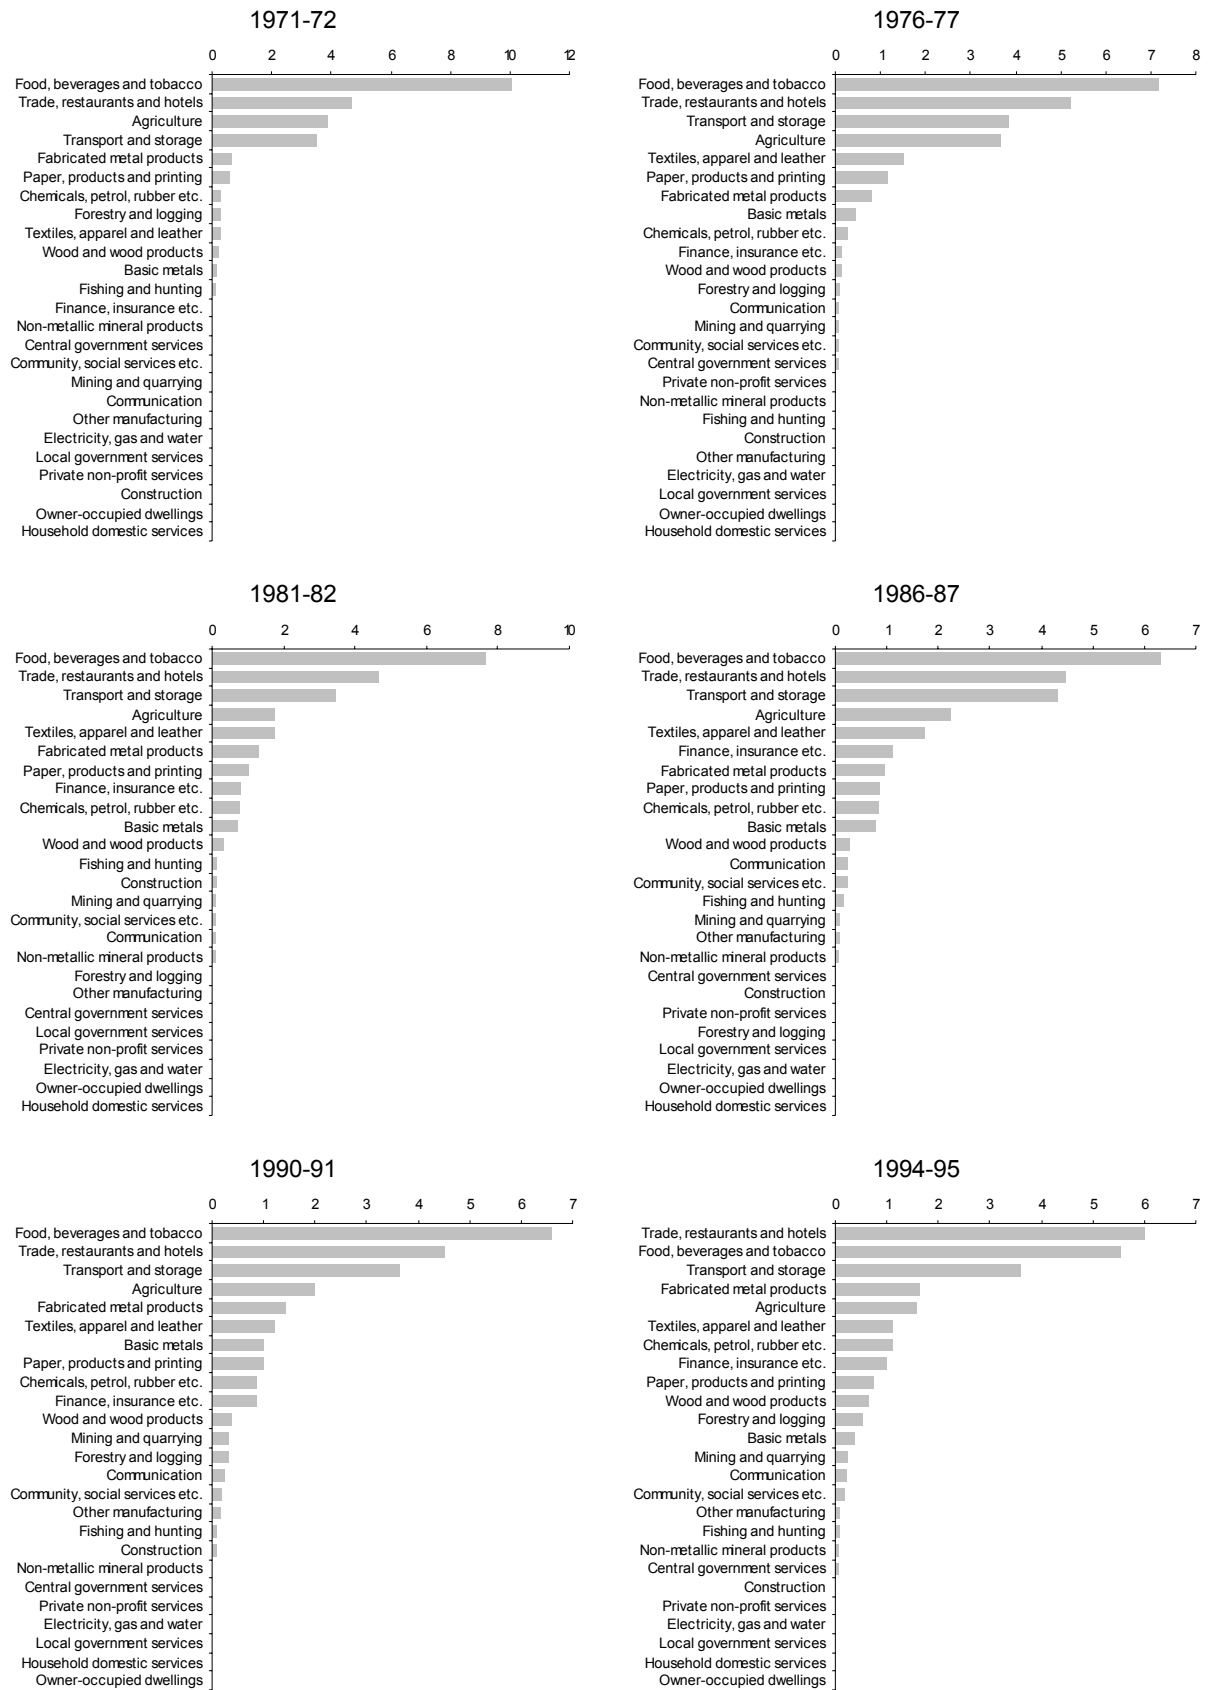 1971-72
0 2 4 6 8 10 12
Food, beverages and tobacco
Trade, restaurants and hotels
Agriculture
Transport and storage
Fabricated metal products
Paper, products and printing
Chemicals, petrol, rubber etc.
Forestry and logging
Textiles, apparel and leather
Wood and wood products
Basic metals
Fishing and hunting
Finance, insurance etc.
Non-metallic mineral products
Central government services
Community, social services etc.
Mining and quarrying
Communication
Other manufacturing
Electricity, gas and water
Local government services
Private non-profit services
Construction
Owner-occupied dwellings
Household domestic services
1976-77
0 1 2 3 4 5 6 7 8
Food, beverages and tobacco
Trade, restaurants and hotels
Transport and storage
Agriculture
Textiles, apparel and leather
Paper, products and printing
Fabricated metal products
Basic metals
Chemicals, petrol, rubber etc.
Finance, insurance etc.
Wood and wood products
Forestry and logging
Communication
Mining and quarrying
Community, social services etc.
Central government services
Private non-profit services
Non-metallic mineral products
Fishing and hunting
Construction
Other manufacturing
Electricity, gas and water
Local government services
Owner-occupied dwellings
Household domestic services
1981-82
0 2 4 6 8 10
Food, beverages and tobacco
Trade, restaurants and hotels
Transport and storage
Agriculture
Textiles, apparel and leather
Fabricated metal products
Paper, products and printing
Finance, insurance etc.
Chemicals, petrol, rubber etc.
Basic metals
Wood and wood products
Fishing and hunting
Construction
Mining and quarrying
Community, social services etc.
Communication
Non-metallic mineral products
Forestry and logging
Other manufacturing
Central government services
Local government services
Private non-profit services
Electricity, gas and water
Owner-occupied dwellings
Household domestic services
1986-87
0 1 2 3 4 5 6 7
Food, beverages and tobacco
Trade, restaurants and hotels
Transport and storage
Agriculture
Textiles, apparel and leather
Finance, insurance etc.
Fabricated metal products
Paper, products and printing
Chemicals, petrol, rubber etc.
Basic metals
Wood and wood products
Communication
Community, social services etc.
Fishing and hunting
Mining and quarrying
Other manufacturing
Non-metallic mineral products
Central government services
Construction
Private non-profit services
Forestry and logging
Local government services
Electricity, gas and water
Owner-occupied dwellings
Household domestic services
1990-91
0 1 2 3 4 5 6 7
Food, beverages and tobacco
Trade, restaurants and hotels
Transport and storage
Agriculture
Fabricated metal products
Textiles, apparel and leather
Basic metals
Paper, products and printing
Chemicals, petrol, rubber etc.
Finance, insurance etc.
Wood and wood products
Mining and quarrying
Forestry and logging
Communication
Community, social services etc.
Other manufacturing
Fishing and hunting
Construction
Non-metallic mineral products
Central government services
Private non-profit services
Electricity, gas and water
Local government services
Household domestic services
Owner-occupied dwellings
1994-95
0 1 2 3 4 5 6 7
Trade, restaurants and hotels
Food, beverages and tobacco
Transport and storage
Fabricated metal products
Agriculture
Textiles, apparel and leather
Chemicals, petrol, rubber etc.
Finance, insurance etc.
Paper, products and printing
Wood and wood products
Forestry and logging
Basic metals
Mining and quarrying
Communication
Community, social services etc.
Other manufacturing
Fishing and hunting
Non-metallic mineral products
Central government services
Construction
Private non-profit services
Electricity, gas and water
Local government services
Household domestic services
Owner-occupied dwellings